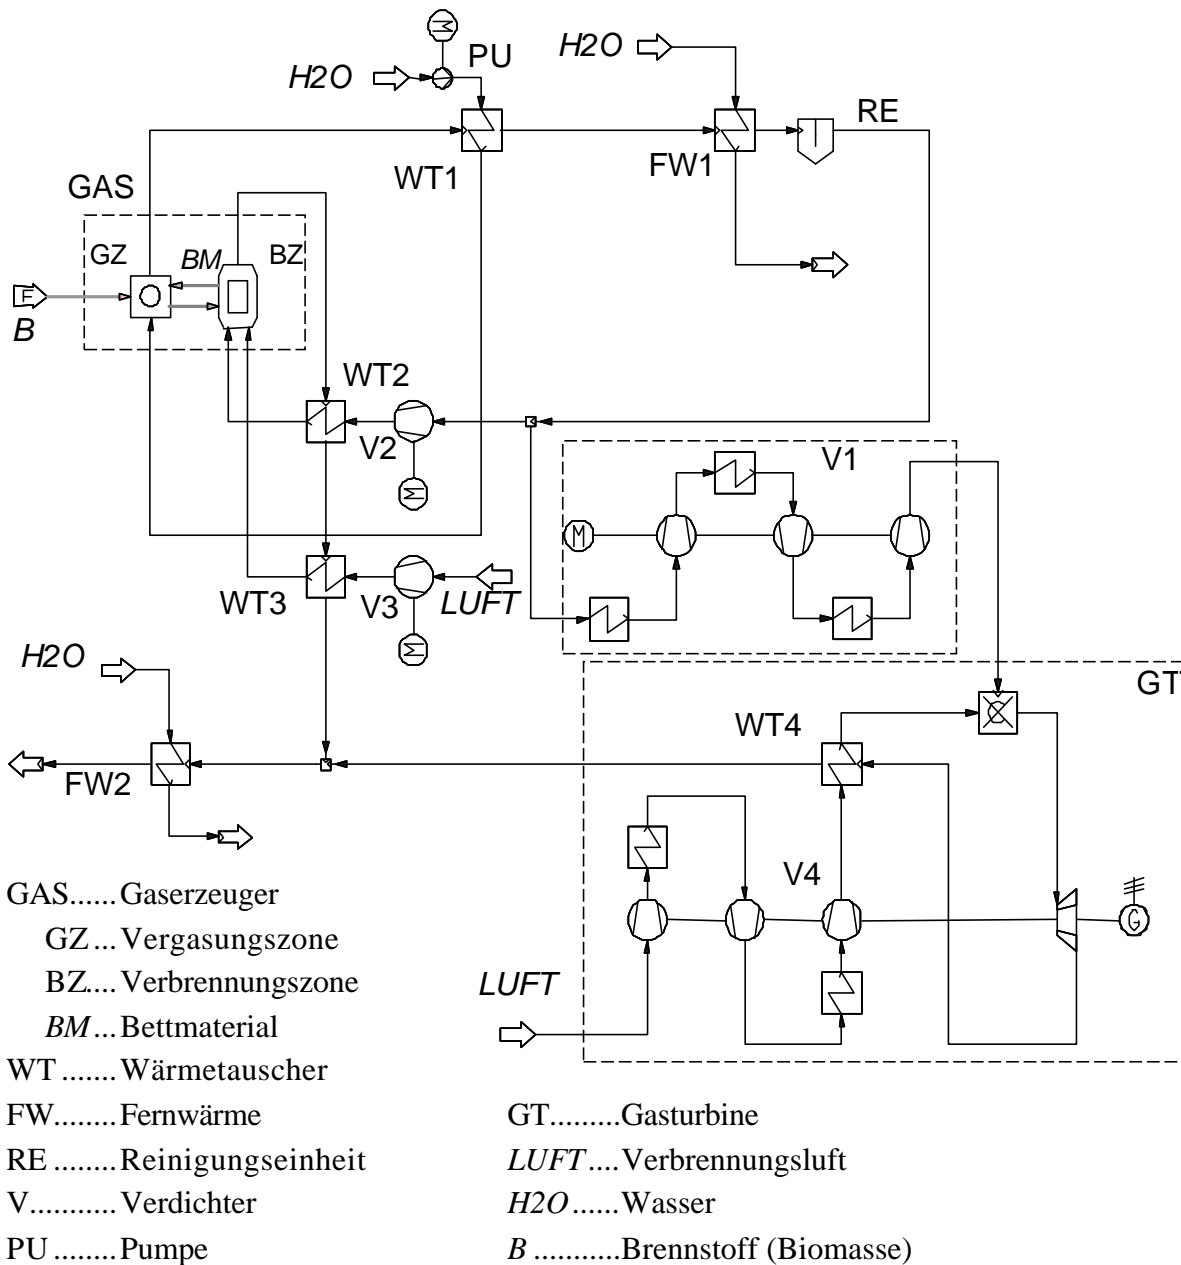 M
PU
H2O
H2O
RE
WT1
FW1
GAS
GZ
BM
BZ
F
B
WT2
V2
M
V1
M
WT3
V3
LUFT
M
H2O
GT
C
WT4
FW2
V4
G
LUFT
GAS......Gaserzeuger
GZ...Vergasungszone
BZ....Verbrennungszone
BM...Bettmaterial
WT.......Wärmetauscher
FW........Fernwärme
GT.........Gasturbine
RE........Reinigungseinheit
LUFT....Verbrennungsluft
V...........Verdichter
H2O......Wasser
PU........Pumpe
B...........Brennstoff (Biomasse)